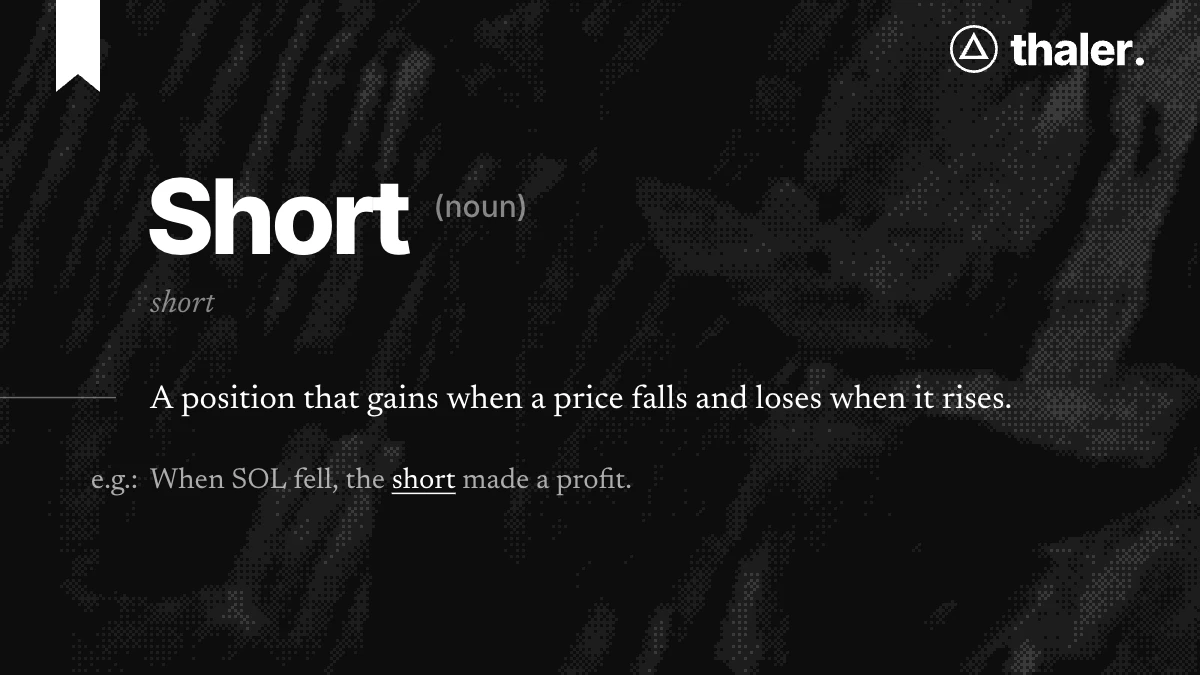 thaler.
Short (noun)
short
A position that gains when a price falls and loses when it rises.
e.g.: When SOL fell, the short made a profit.